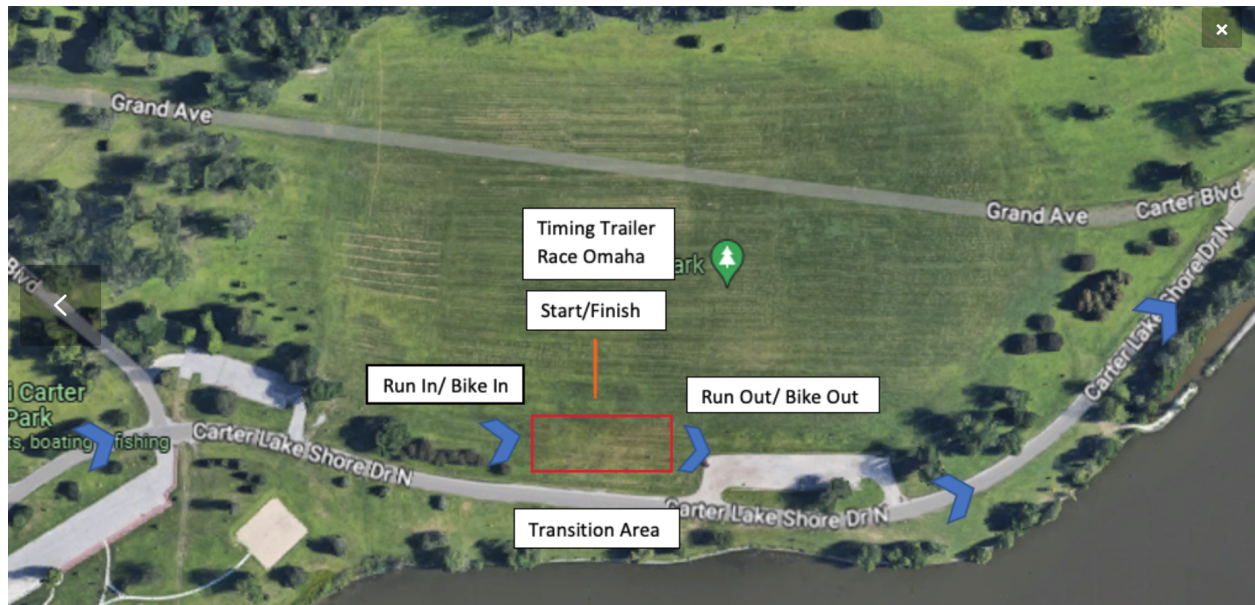 Grand Ave
Grand Ave
Carter Blvd
Timing Trailer
Race Omaha
ark
Start/Finish
Blvd
Carter Lake Shore Dr N
Run In/ Bike In
Run Out/ Bike Out
i Carter
Park
ts, boating fishing
Carter Lake Shore Dr N
Carter Lake Shore Dr N
Transition Area